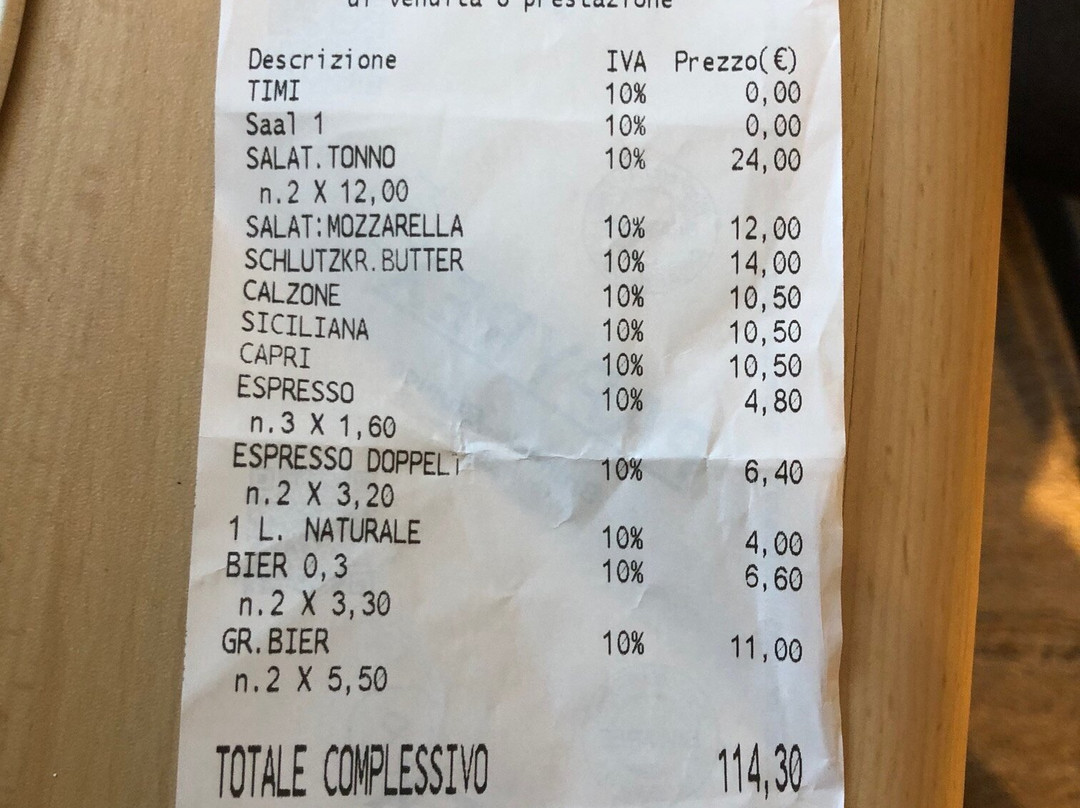 di vendita o prestazione
Descrizione IVA Prezzo(€)
TIMI 10% 0,00
Saal 1 10% 0,00
SALAT.TONNO 10% 24,00
n.2 X 12,00
SALAT:MOZZARELLA 10% 12,00
SCHLUTZKR.BUTTER 10% 14,00
CALZONE 10% 10,50
SICILIANA 10% 10,50
CAPRI 10% 10,50
ESPRESSO 10% 4,80
n.3 X 1,60
ESPRESSO DOPPELT 10% 6,40
n.2 X 3,20
1 L. NATURALE 10% 4,00
BIER 0,3 10% 6,60
n.2 X 3,30
GR.BIER 10% 11,00
n.2 X 5,50
TOTALE COMPLESSIVO 114,30